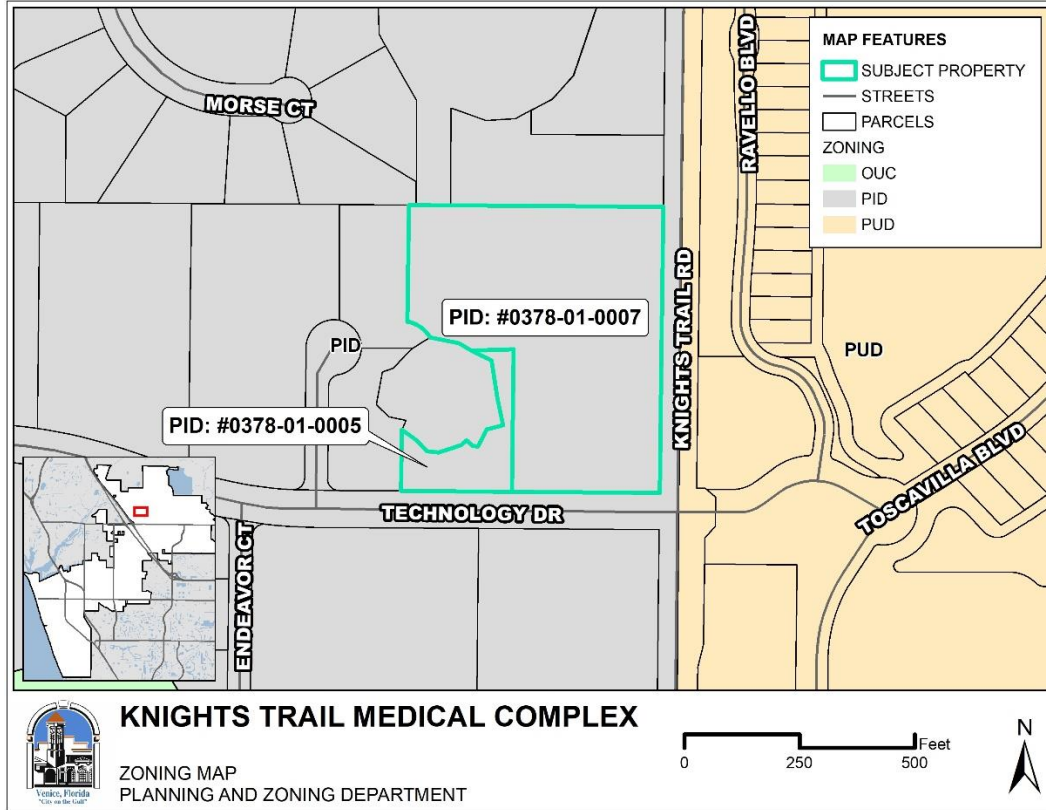 MORSE CT
RAVELLO BLVD
MAP FEATURES
SUBJECT PROPERTY
STREETS
PARCELS
ZONING
OUC
PID
PUD
KNIGHTS TRAIL RD
PID: #0378-01-0007
PID
PUD
PID: #0378-01-0005
TOSCAVILLA BLVD
TECHNOLOGY DR
ENDEAVOR CT
KNIGHTS TRAIL MEDICAL COMPLEX
ZONING MAP
PLANNING AND ZONING DEPARTMENT
Venice, Florida
"City on the Gulf"
Feet
0 250 500
N